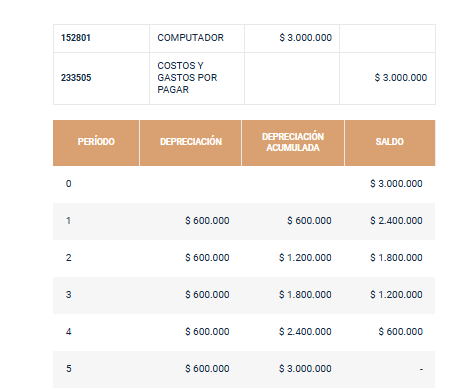 152801 COMPUTADOR $ 3.000.000
233505 COSTOS Y GASTOS POR PAGAR $ 3.000.000
PERÍODO DEPRECIACIÓN DEPRECIACIÓN ACUMULADA SALDO
0 $ 3.000.000
1 $ 600.000 $ 600.000 $ 2.400.000
2 $ 600.000 $ 1.200.000 $ 1.800.000
3 $ 600.000 $ 1.800.000 $ 1.200.000
4 $ 600.000 $ 2.400.000 $ 600.000
5 $ 600.000 $ 3.000.000 -